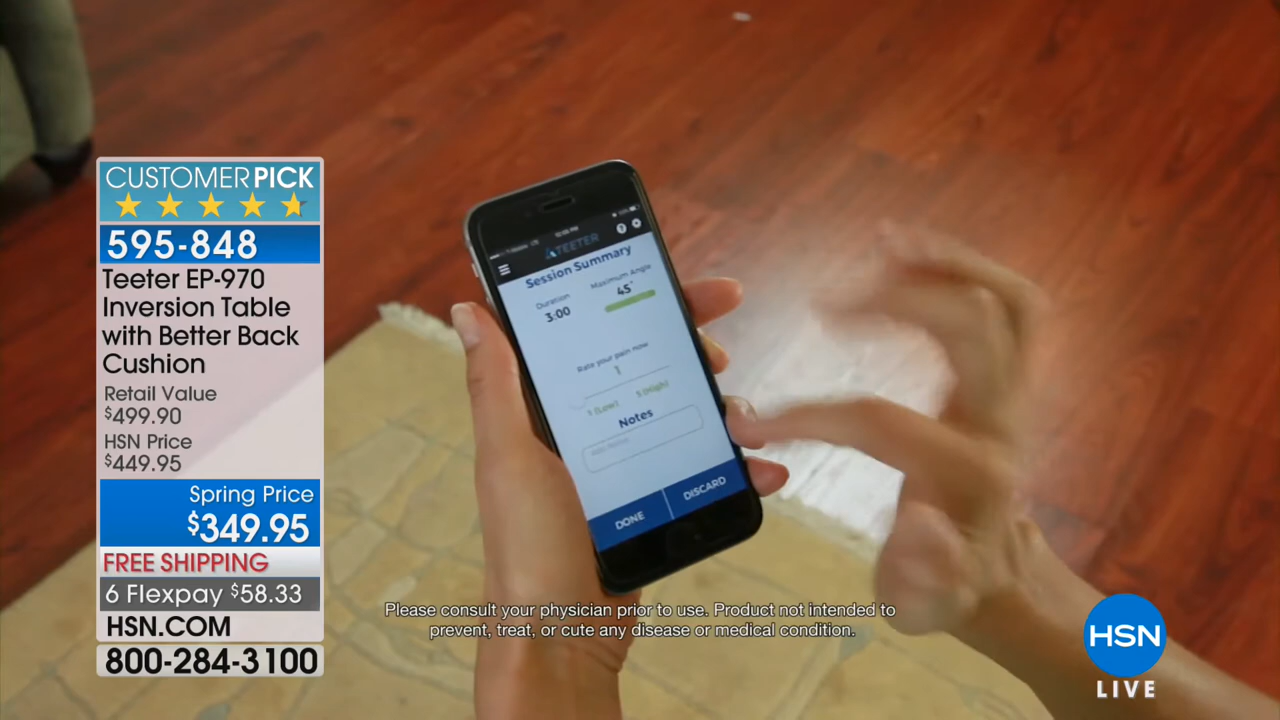 CUSTOMERPICK
595-848
Teeter EP-970
Inversion Table
with Better Back
Cushion
Retail Value
$499.90
HSN Price
$449.95
Spring Price
$349.95
FREE SHIPPING
6 Flexpay $58.33
HSN.COM
800-284-3100
TEETER
Session Summary
Duration
Maximum Angle
3:00
45°
Rate your pain now
1
(Low)
(High)
Notes
DONE
DISCARD
Please consult your physician prior to use. Product not intended to
prevent, treat, or cute any disease or medical condition.
HSN
LIVE